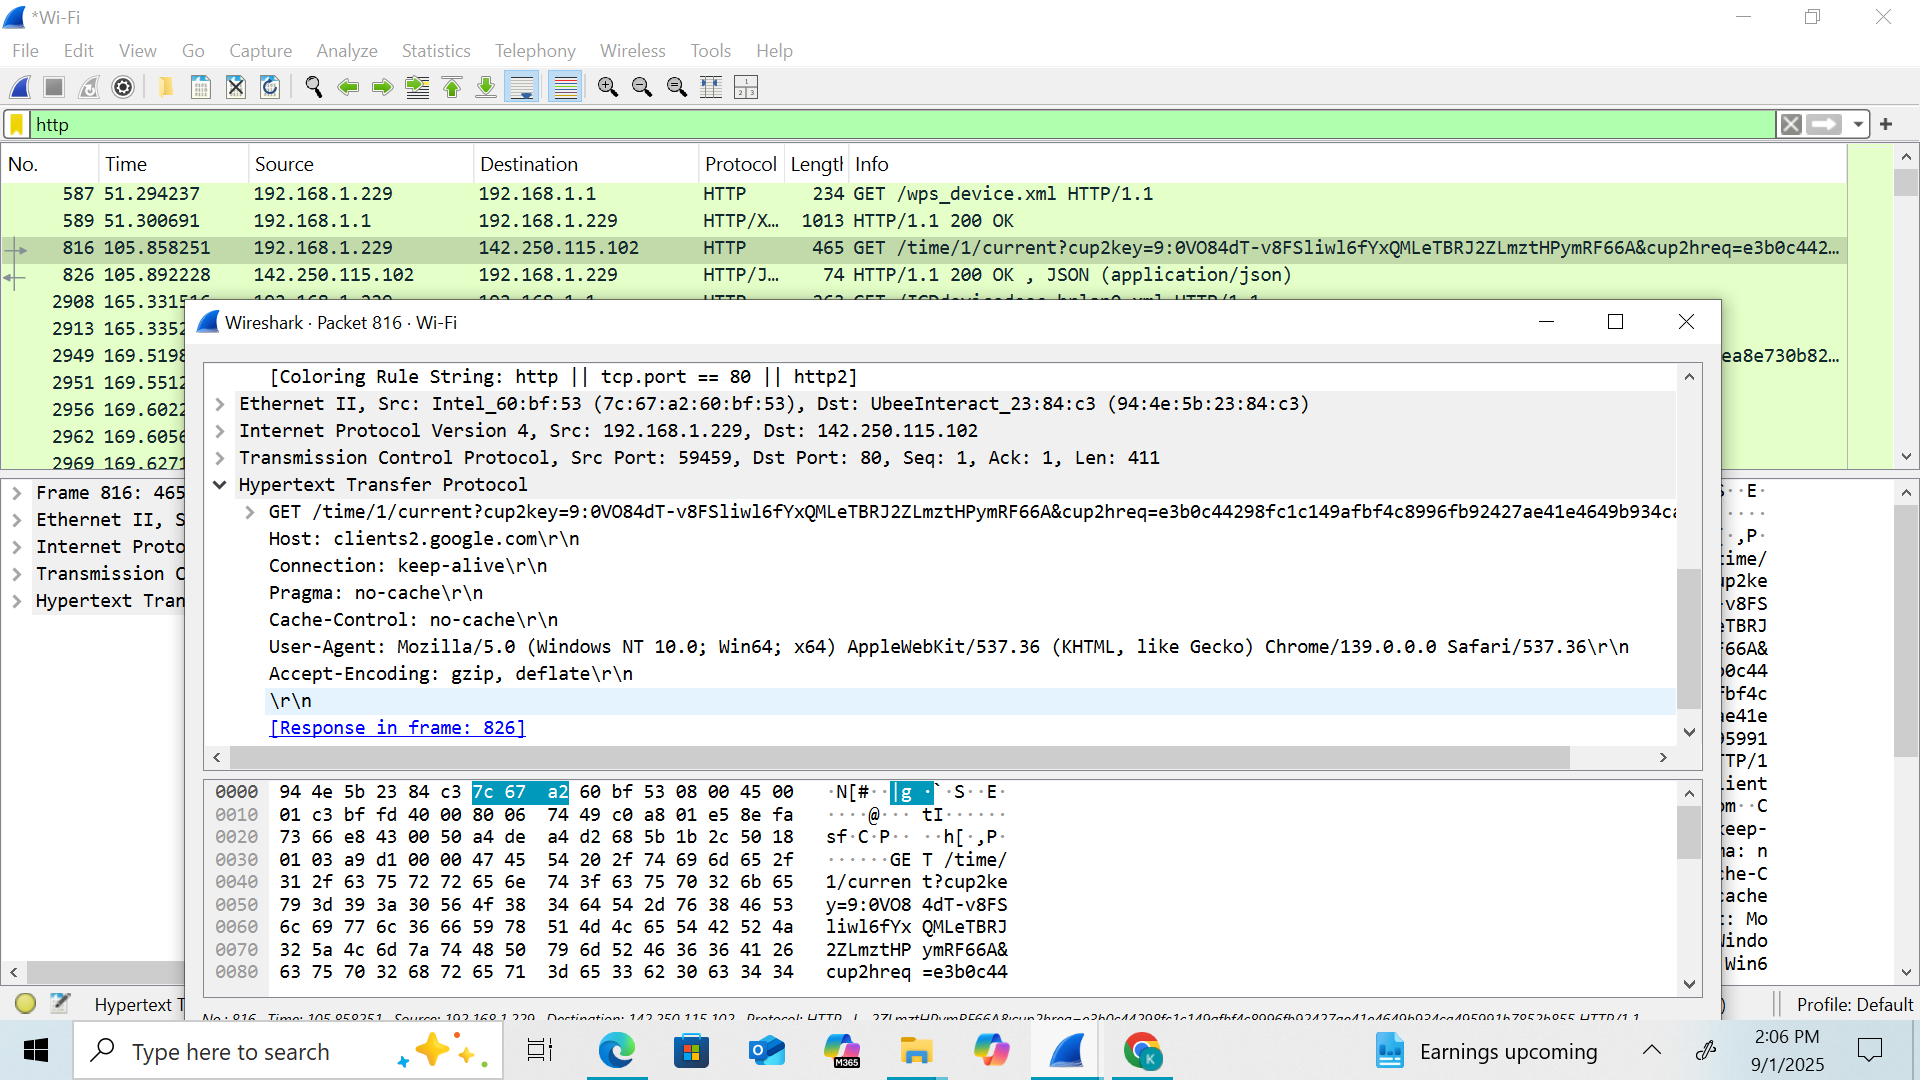 *Wi-Fi
File Edit View Go Capture Analyze Statistics Telephony Wireless Tools Help
http
No. Time Source Destination Protocol Length Info
587 51.294237 192.168.1.229 192.168.1.1 HTTP 234 GET /wps_device.xml HTTP/1.1
589 51.300691 192.168.1.1 192.168.1.229 HTTP/X… 1013 HTTP/1.1 200 OK
816 105.858251 192.168.1.229 142.250.115.102 HTTP 465 GET /time/1/current?cup2key=9:0VO84dT-v8FSliwl6fYxQMLeTBRJ2ZLmztHPymRF66A&cup2hreq=e3b0c442…
826 105.892228 142.250.115.102 192.168.1.229 HTTP/J… 74 HTTP/1.1 200 OK , JSON (application/json)
2908 165.331516
2913 165.3352
2949 169.5198 ea8e730b82…
2951 169.5512
2956 169.6022
2962 169.6056
2969 169.6271
Wireshark · Packet 816 · Wi-Fi
[Coloring Rule String: http || tcp.port == 80 || http2]
Ethernet II, Src: Intel_60:bf:53 (7c:67:a2:60:bf:53), Dst: UbeeInteract_23:84:c3 (94:4e:5b:23:84:c3)
Internet Protocol Version 4, Src: 192.168.1.229, Dst: 142.250.115.102
Transmission Control Protocol, Src Port: 59459, Dst Port: 80, Seq: 1, Ack: 1, Len: 411
Hypertext Transfer Protocol
GET /time/1/current?cup2key=9:0VO84dT-v8FSliwl6fYxQMLeTBRJ2ZLmztHPymRF66A&cup2hreq=e3b0c44298fc1c149afbf4c8996fb92427ae41e4649b934ca
Host: clients2.google.com\r\n
Connection: keep-alive\r\n
Pragma: no-cache\r\n
Cache-Control: no-cache\r\n
User-Agent: Mozilla/5.0 (Windows NT 10.0; Win64; x64) AppleWebKit/537.36 (KHTML, like Gecko) Chrome/139.0.0.0 Safari/537.36\r\n
Accept-Encoding: gzip, deflate\r\n
\r\n
[Response in frame: 826]
0000 94 4e 5b 23 84 c3 7c 67 a2 60 bf 53 08 00 45 00 ·N[#··|g ·`·S··E·
0010 01 c3 bf fd 40 00 80 06 74 49 c0 a8 01 e5 8e fa ····@··· tI······
0020 73 66 e8 43 00 50 a4 de a4 d2 68 5b 1b 2c 50 18 sf·C·P·· ··h[·,P·
0030 01 03 a9 d1 00 00 47 45 54 20 2f 74 69 6d 65 2f ······GE T /time/
0040 31 2f 63 75 72 72 65 6e 74 3f 63 75 70 32 6b 65 1/curren t?cup2ke
0050 79 3d 39 3a 30 56 4f 38 34 64 54 2d 76 38 46 53 y=9:0VO8 4dT-v8FS
0060 6c 69 77 6c 36 66 59 78 51 4d 4c 65 54 42 52 4a liwl6fYx QMLeTBRJ
0070 32 5a 4c 6d 7a 74 48 50 79 6d 52 46 36 36 41 26 2ZLmztHP ymRF66A&
0080 63 75 70 32 68 72 65 71 3d 65 33 62 30 63 34 34 cup2hreq =e3b0c44
Frame 816: 465
Ethernet II, S
Internet Proto
Transmission C
Hypertext Tran
S··E·
·,P·
time/
up2ke
-v8FS
eTBRJ
F66A&
b0c44
fbf4c
ae41e
95991
TTP/1
lient
om··C
keep-
ma: n
che-C
cache
t: Mo
Windo
Win6
Hypertext T
Profile: Default
Type here to search
M365
K
Earnings upcoming
2:06 PM
9/1/2025